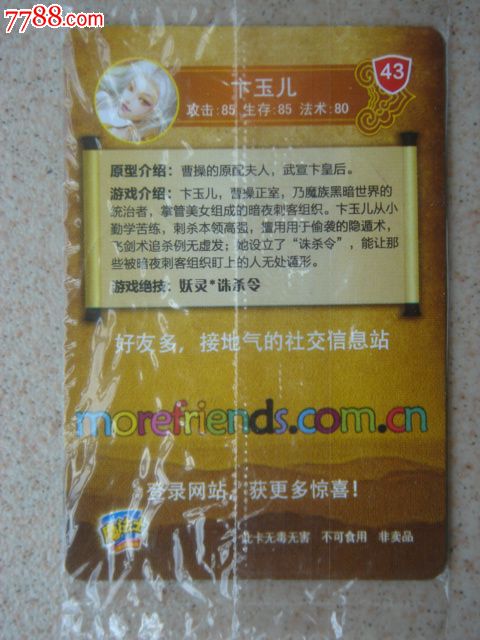 7788.com
43
卞玉儿
攻击:85 生存:85 法术:80
原型介绍：曹操的原配夫人，武宣卞皇后。
游戏介绍：卞玉儿，曹操正室，乃魔族黑暗世界的
统治者，掌管美女组成的暗夜刺客组织。卞玉儿从小
勤学苦练，刺杀本领高强，擅用用于偷袭的隐遁术，
飞剑术追杀例无虚发；她设立了“诛杀令”，能让那
些被暗夜刺客组织盯上的人无处遁形。
游戏绝技：妖灵*诛杀令
好友多，接地气的社交信息站
morefriends.com.cn
登录网站，获更多惊喜！
魔法士
此卡无毒无害 不可食用 非卖品